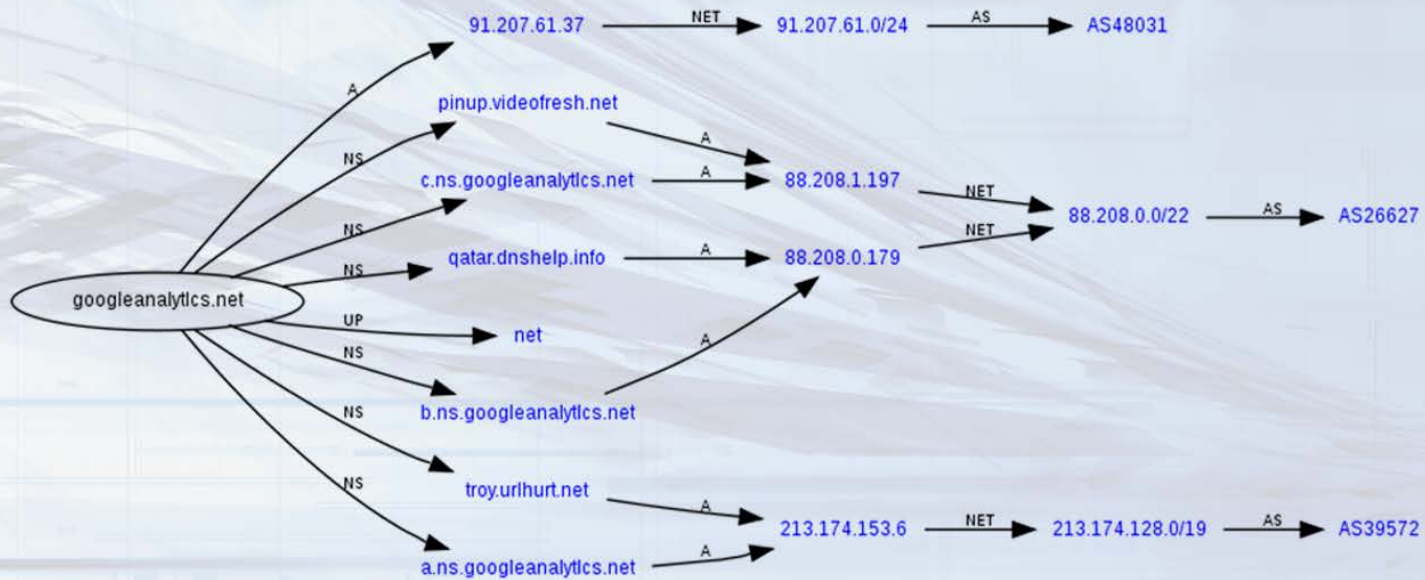 91.207.61.37 NET 91.207.61.0/24 AS AS48031
A
pinup.videofresh.net
A
NS
c.ns.googleanalytlcs.net A 88.208.1.197
NET
88.208.0.0/22 AS AS26627
NS
NET
qatar.dnshelp.info A 88.208.0.179
NS
googleanalytlcs.net
UP
net
A
NS
b.ns.googleanalytlcs.net
NS
troy.urlhurt.net
NS
A
213.174.153.6 NET 213.174.128.0/19 AS AS39572
A
a.ns.googleanalytlcs.net